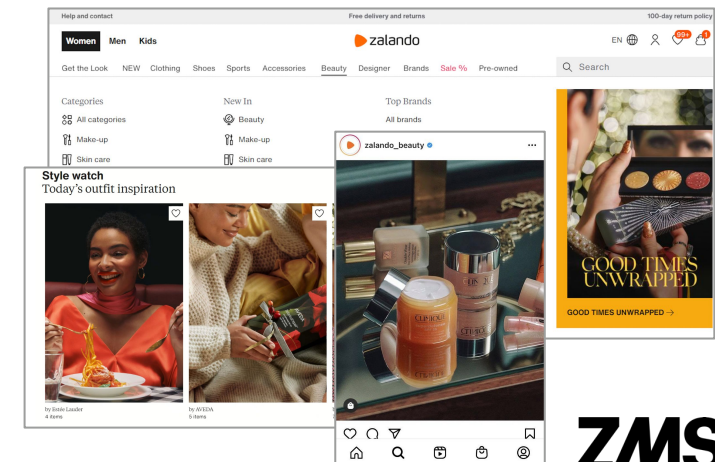 Help and contact
Free delivery and returns
100-day return policy
Women Men Kids
zalando
EN
99+
1
Get the Look NEW Clothing Shoes Sports Accessories Beauty Designer Brands Sale % Pre-owned
Search
Categories
New In
Top Brands
All categories
Beauty
All brands
Make-up
Make-up
Skin care
Skin care
Style watch
Today's outfit inspiration
AVEDA
by Estée Lauder
4 items
by AVEDA
5 items
zalando_beauty
CLINIQUE
CLINIQUE
GOOD TIMES
UNWRAPPED
GOOD TIMES UNWRAPPED →
ZMS